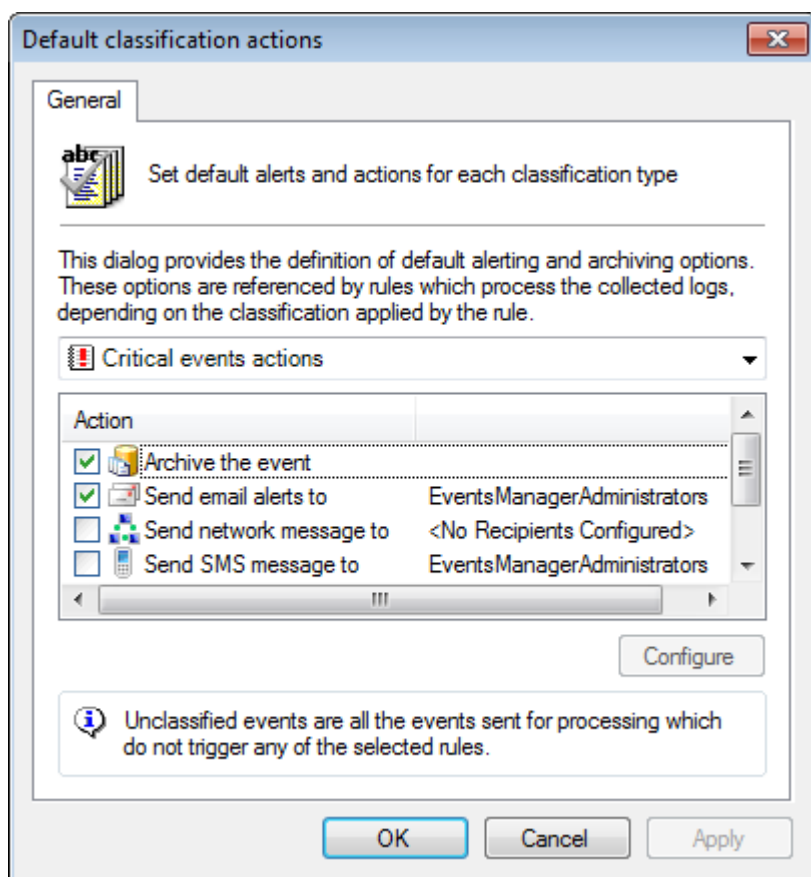 Default classification actions
General
abc
Set default alerts and actions for each classification type
This dialog provides the definition of default alerting and archiving options.
These options are referenced by rules which process the collected logs,
depending on the classification applied by the rule.
Critical events actions
Action
Archive the event
Send email alerts to EventsManagerAdministrators
Send network message to <No Recipients Configured>
Send SMS message to EventsManagerAdministrators
Configure
Unclassified events are all the events sent for processing which
do not trigger any of the selected rules.
OK Cancel Apply